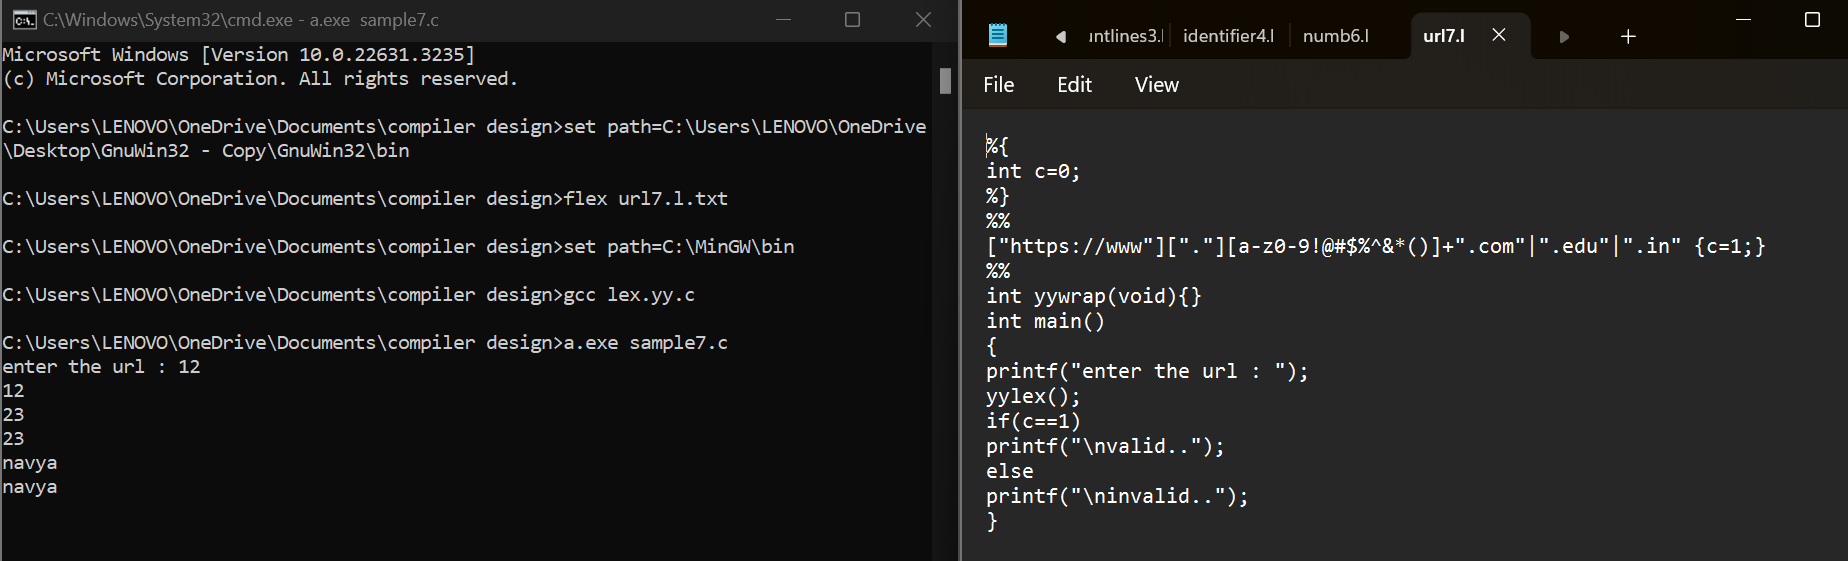 C:\Windows\System32\cmd.exe - a.exe sample7.c
Microsoft Windows [Version 10.0.22631.3235]
(c) Microsoft Corporation. All rights reserved.
C:\Users\LENOVO\OneDrive\Documents\compiler design>set path=C:\Users\LENOVO\OneDrive
\Desktop\GnuWin32 - Copy\GnuWin32\bin
C:\Users\LENOVO\OneDrive\Documents\compiler design>flex url7.l.txt
C:\Users\LENOVO\OneDrive\Documents\compiler design>set path=C:\MinGW\bin
C:\Users\LENOVO\OneDrive\Documents\compiler design>gcc lex.yy.c
C:\Users\LENOVO\OneDrive\Documents\compiler design>a.exe sample7.c
enter the url : 12
12
23
23
navya
navya
ntlines3.l identifier4.l numb6.l url7.l
File Edit View
%{
int c=0;
%}
%%
["https://www"]["."][a-z0-9!@#$%^&*()]+".com"|".edu"|".in" {c=1;}
%%
int yywrap(void){}
int main()
{
printf("enter the url : ");
yylex();
if(c==1)
printf("\nvalid..");
else
printf("\ninvalid..");
}